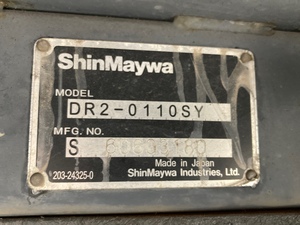 ShinMaywa
MODEL
DR2-0110SY
MFG. NO.
S
Made in Japan
203-24325-0 ShinMaywa Industries, Ltd.